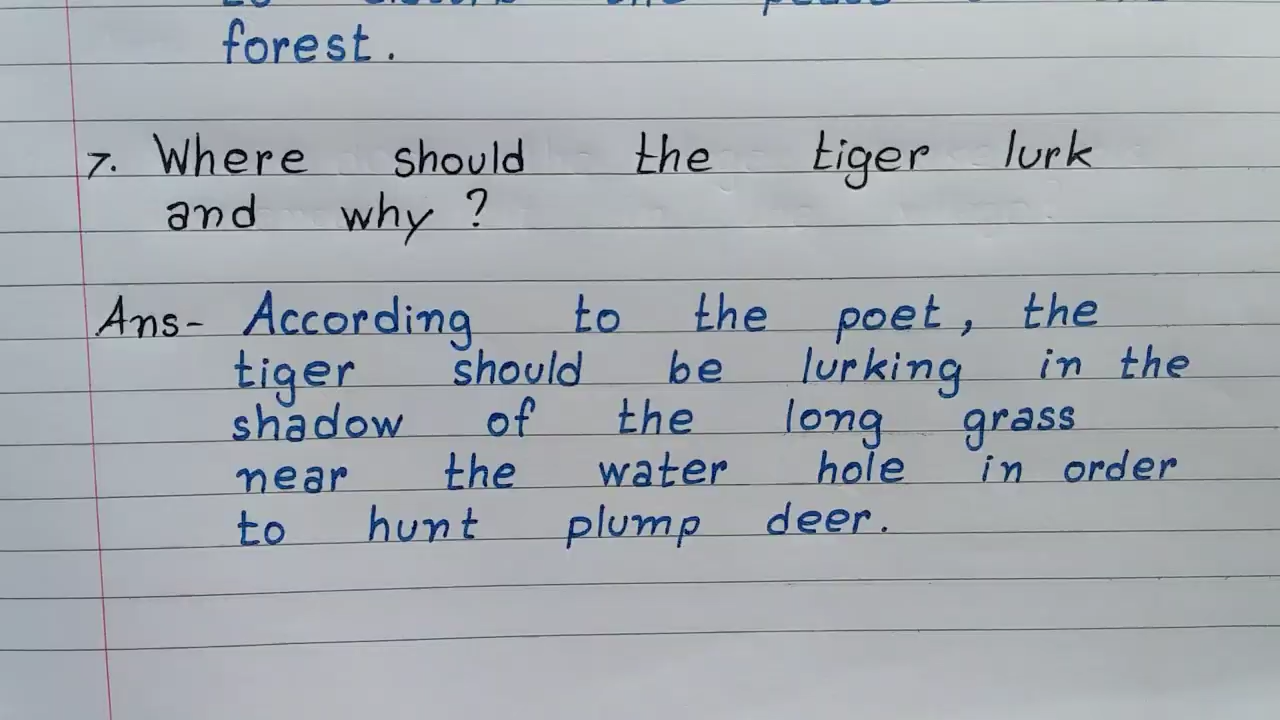 forest.
7. Where should the tiger lurk
and why ?
Ans- According to the poet, the
tiger should be lurking in the
shadow of the long grass
near the water hole in order
to hunt plump deer.